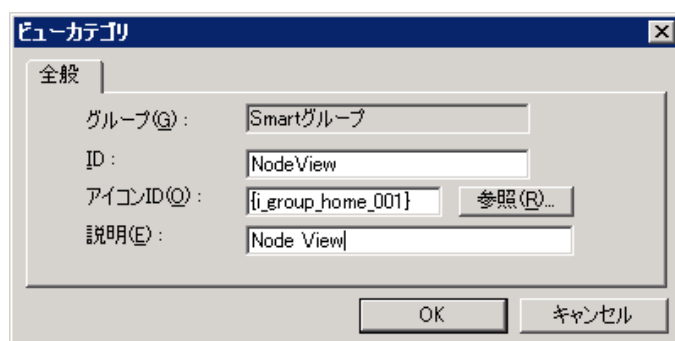 ビューカテゴリ
全般
グループ(G) : Smartグループ
ID : NodeView
アイコンID(O) : {i_group_home_001} 参照(R)...
説明(E) : Node View
OK キャンセル